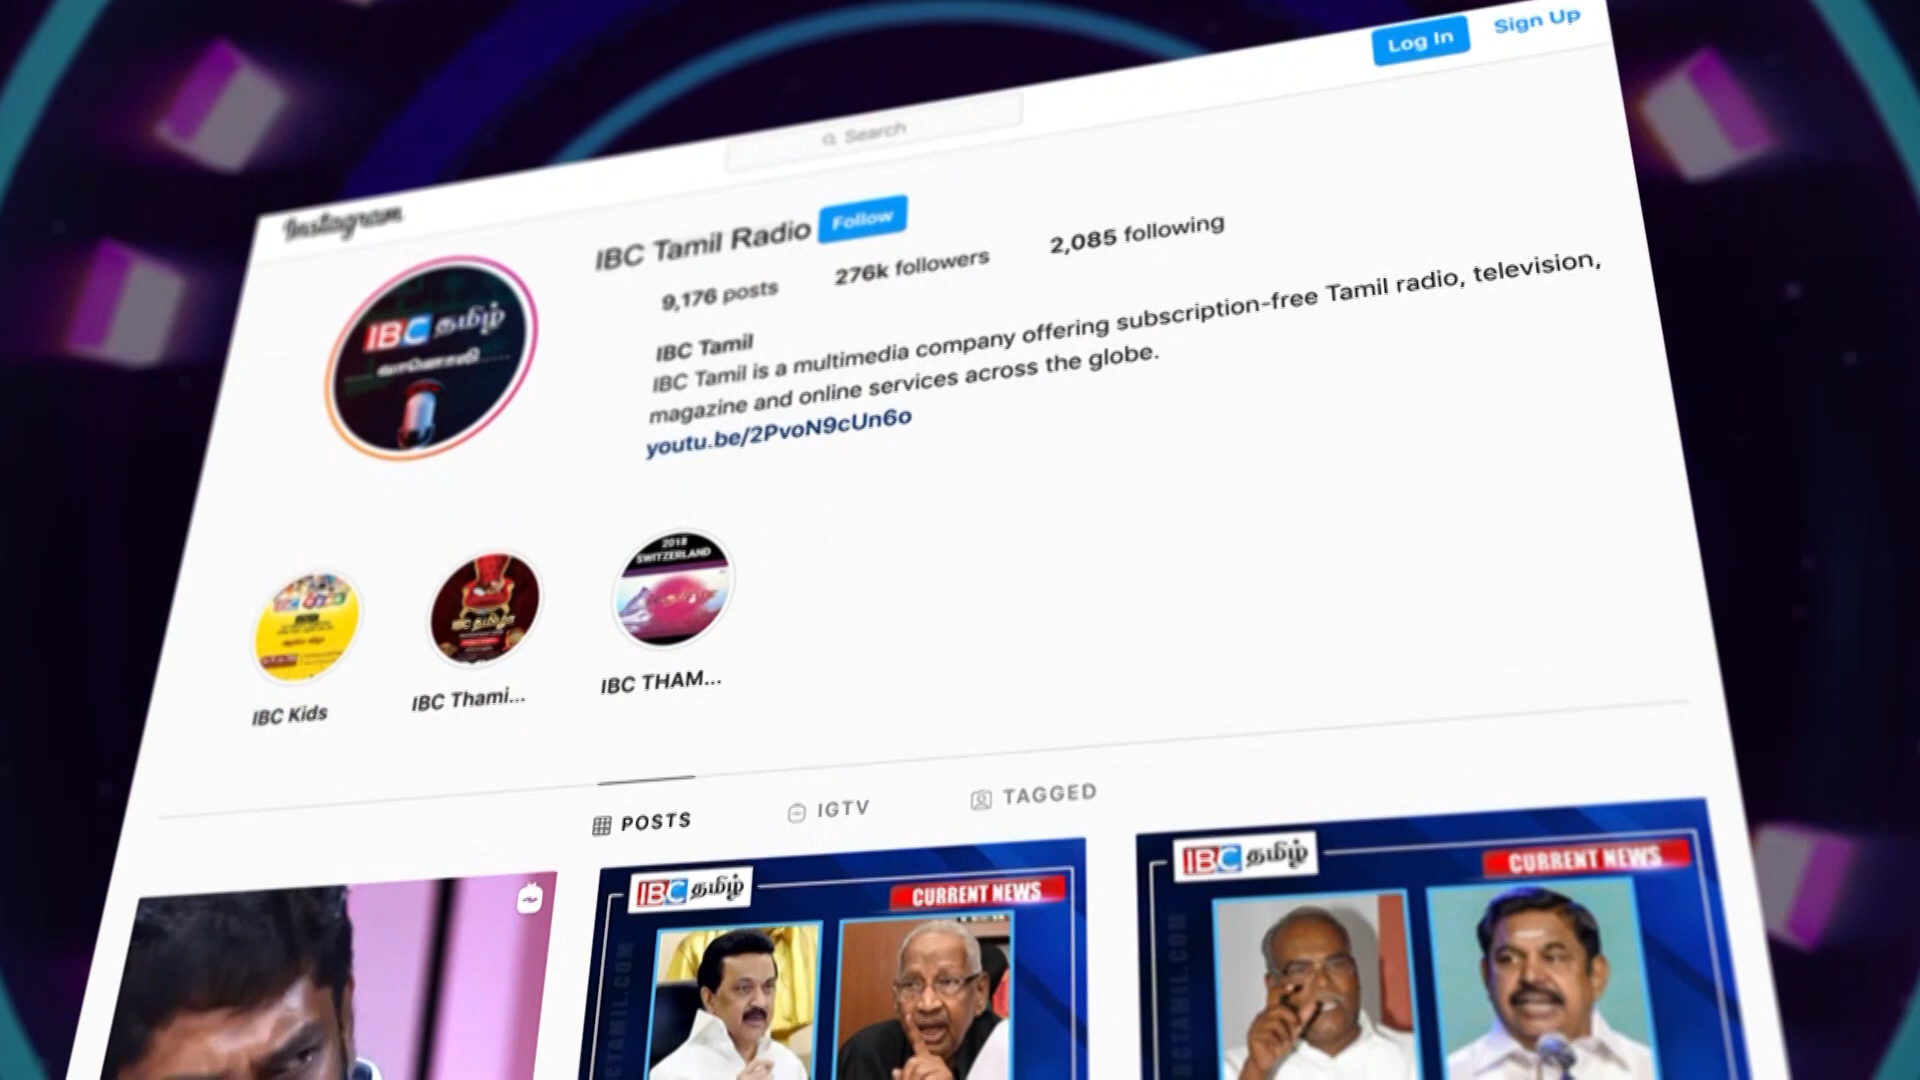 Log In
Sign Up
Search
Instagram
IBC Tamil Radio
Follow
9,176 posts
276k followers
2,085 following
IBC தமிழ்
IBC Tamil
IBC Tamil is a multimedia company offering subscription-free Tamil radio, television,
magazine and online services across the globe.
youtu.be/2PvoN9cUn6o
2018
SWITZERLAND
IBC Kids
IBC Thami...
IBC THAM...
POSTS
IGTV
TAGGED
IBC தமிழ்
CURRENT NEWS
IBC தமிழ்
CURRENT NEWS